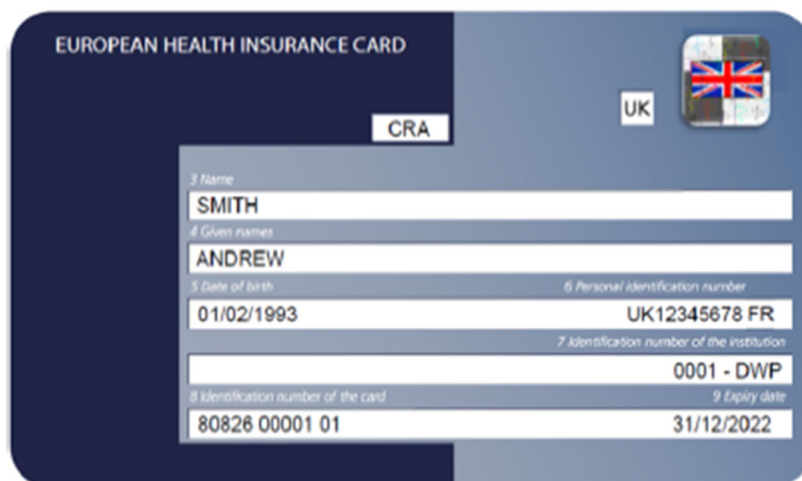 EUROPEAN HEALTH INSURANCE CARD
UK
CRA
3 Name
SMITH
4 Given names
ANDREW
5 Date of birth 6 Personal identification number
01/02/1993 UK12345678 FR
7 Identification number of the institution
0001 - DWP
8 Identification number of the card 9 Expiry date
80826 00001 01 31/12/2022